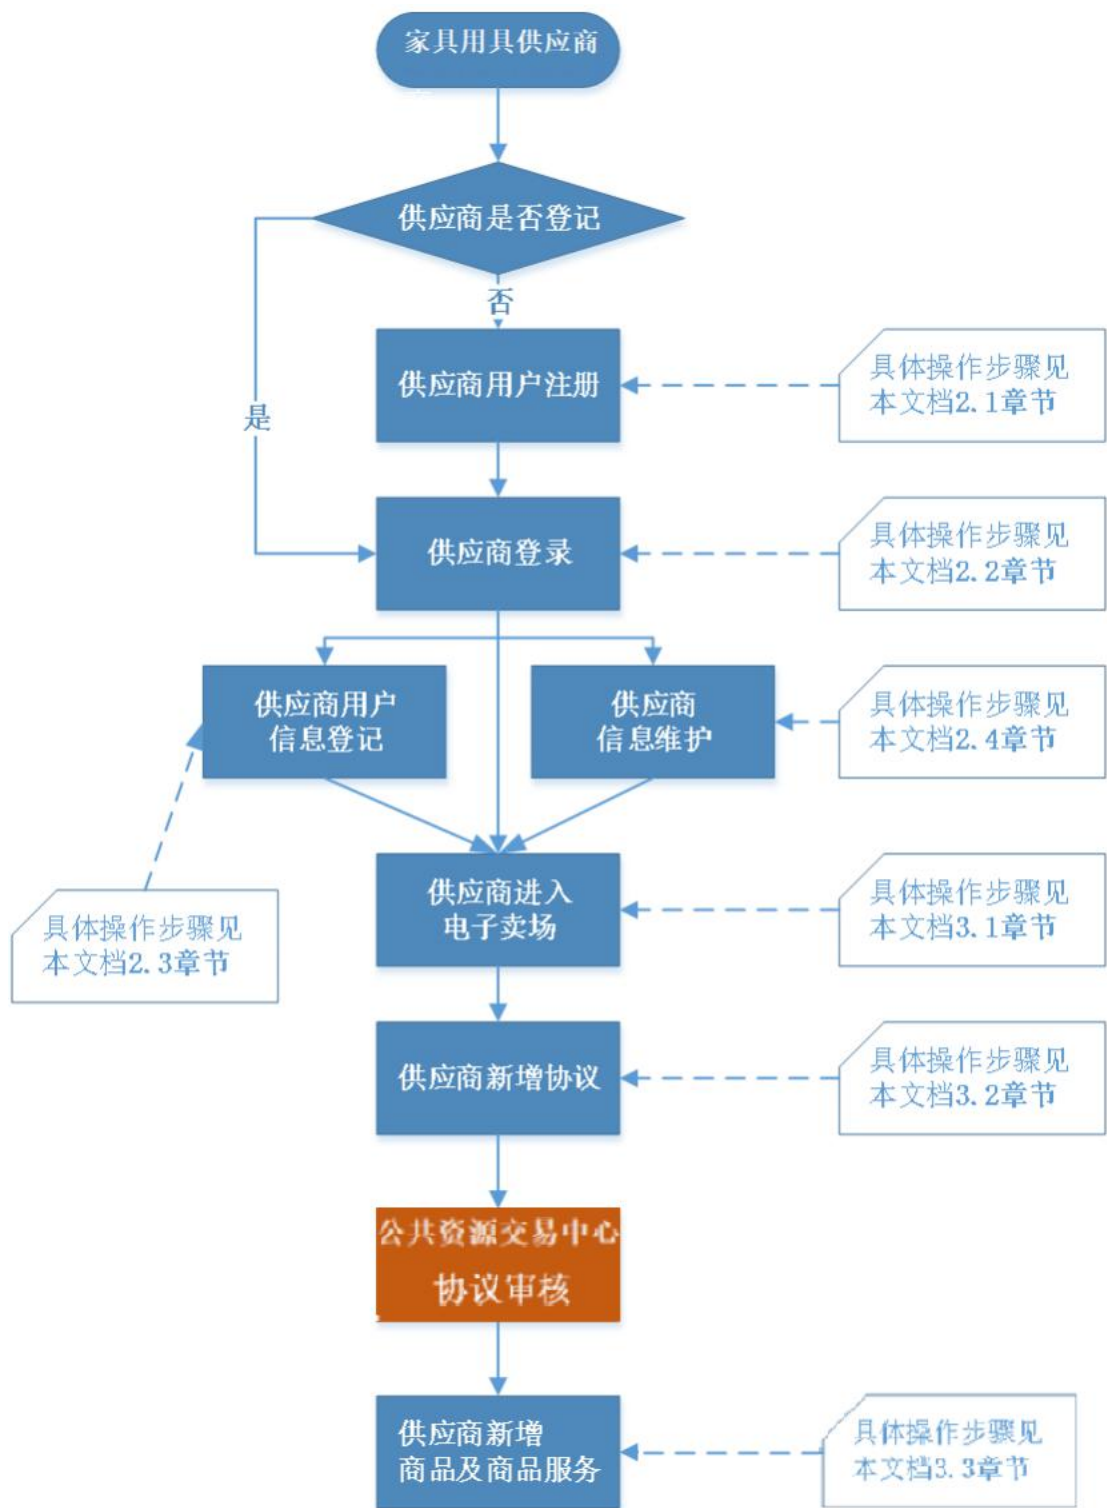 家具用具供应商
供应商是否登记
否
是
供应商用户注册
具体操作步骤见
本文档2.1章节
供应商登录
具体操作步骤见
本文档2.2章节
供应商用户
信息登记
供应商
信息维护
具体操作步骤见
本文档2.4章节
供应商进入
电子卖场
具体操作步骤见
本文档3.1章节
具体操作步骤见
本文档2.3章节
供应商新增协议
具体操作步骤见
本文档3.2章节
公共资源交易中心
协议审核
供应商新增
商品及商品服务
具体操作步骤见
本文档3.3章节